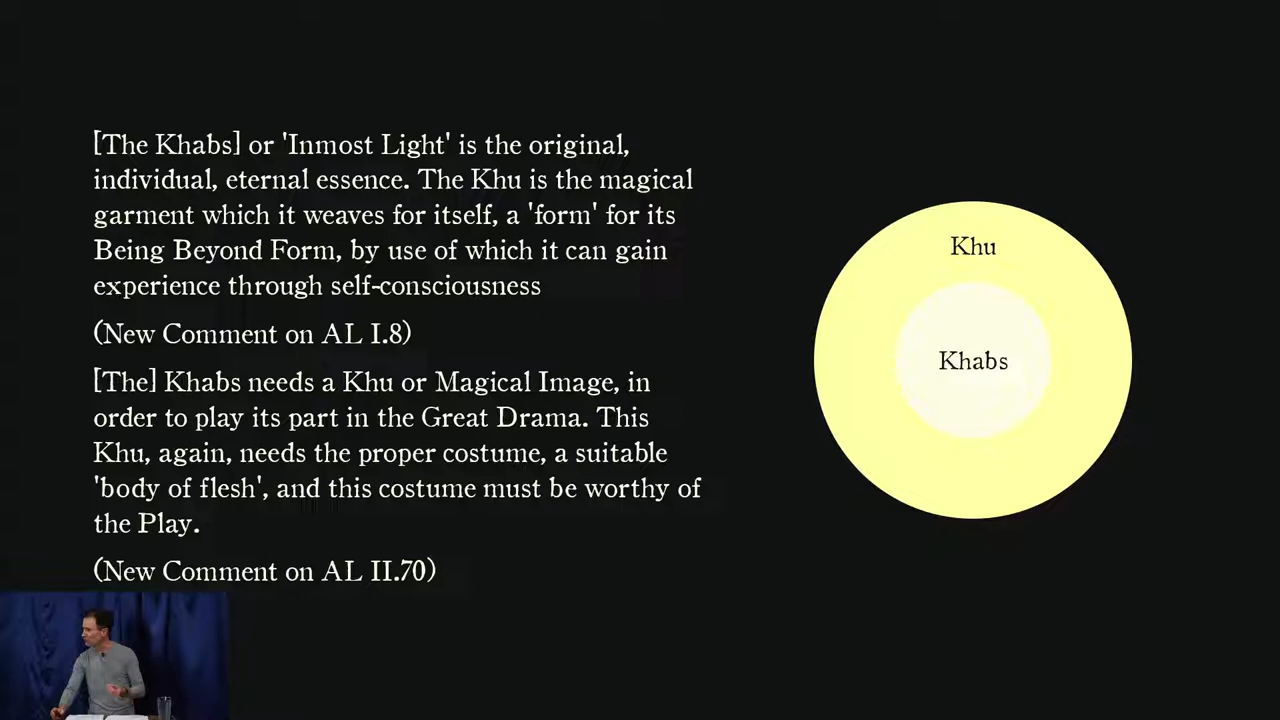 [The Khabs] or 'Inmost Light' is the original,
individual, eternal essence. The Khu is the magical
garment which it weaves for itself, a 'form' for its
Being Beyond Form, by use of which it can gain
experience through self-consciousness
(New Comment on AL I.8)
[The] Khabs needs a Khu or Magical Image, in
order to play its part in the Great Drama. This
Khu, again, needs the proper costume, a suitable
'body of flesh', and this costume must be worthy of
the Play.
(New Comment on AL II.70)
Khu
Khabs